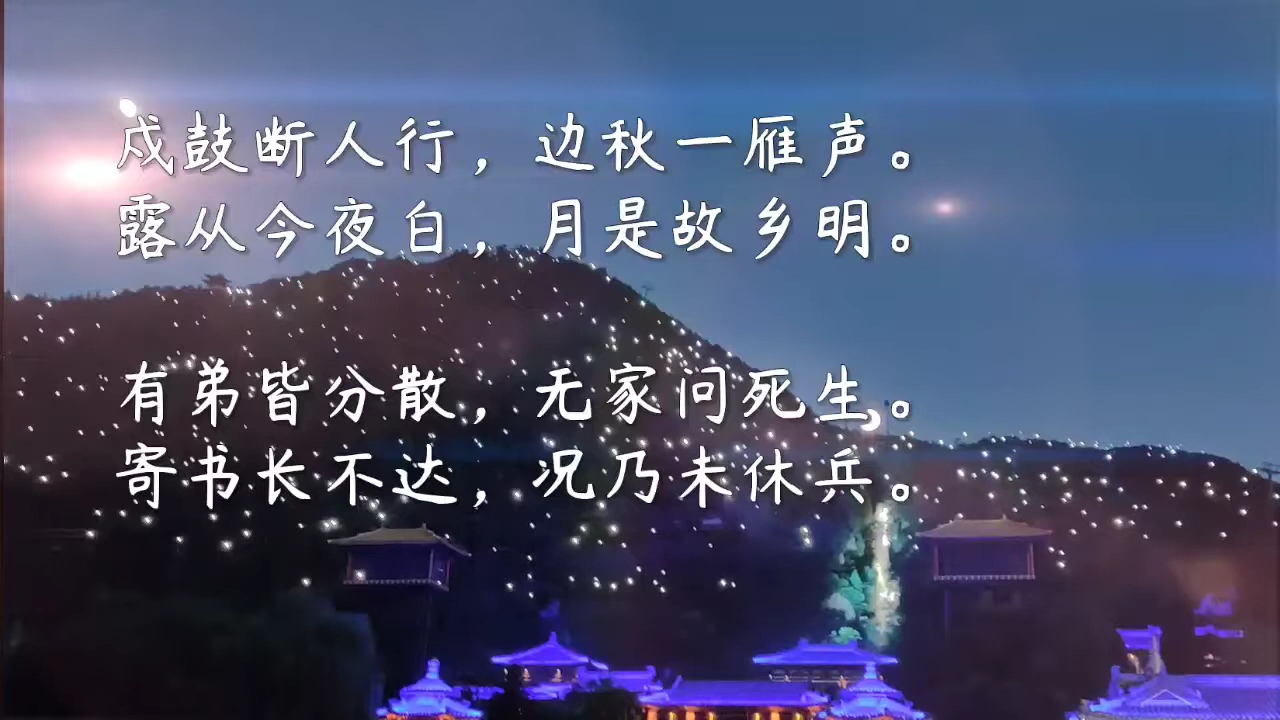 戍鼓断人行，边秋一雁声。
露从今夜白，月是故乡明。
有弟皆分散，无家问死生。
寄书长不达，况乃未休兵。